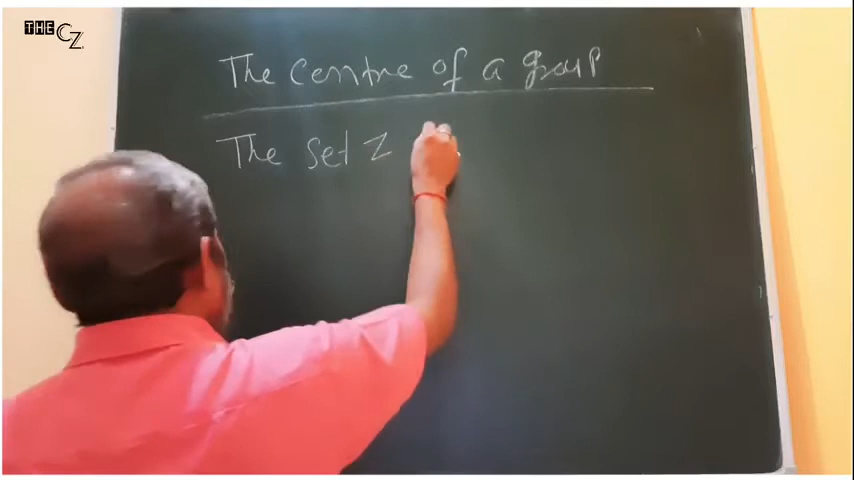 THE CZ
The Centre of a group
The Set Z